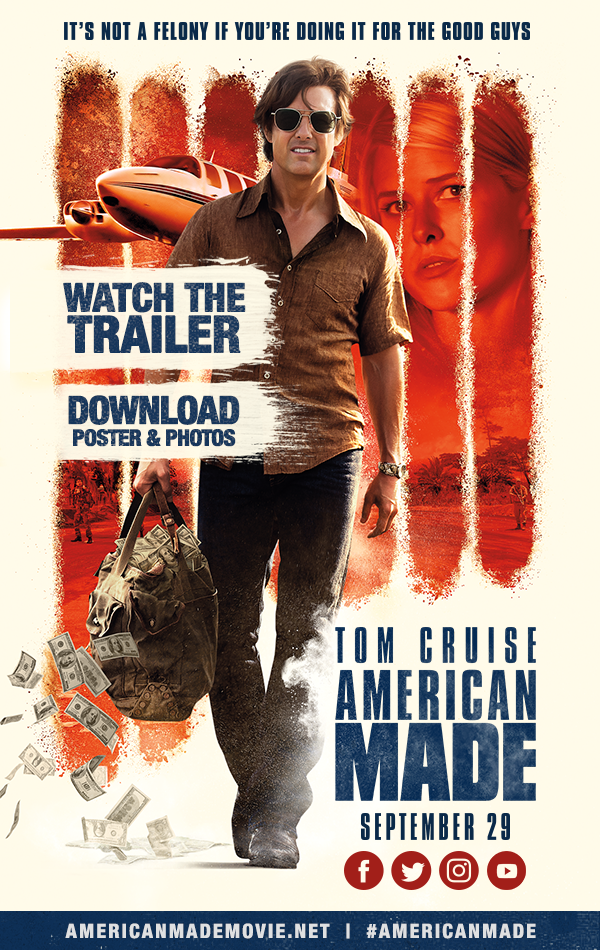 IT'S NOT A FELONY IF YOU'RE DOING IT FOR THE GOOD GUYS
WATCH THE
TRAILER
DOWNLOAD
POSTER & PHOTOS
TOM CRUISE
AMERICAN
MADE
SEPTEMBER 29
AMERICANMADEMOVIE.NET | #AMERICANMADE